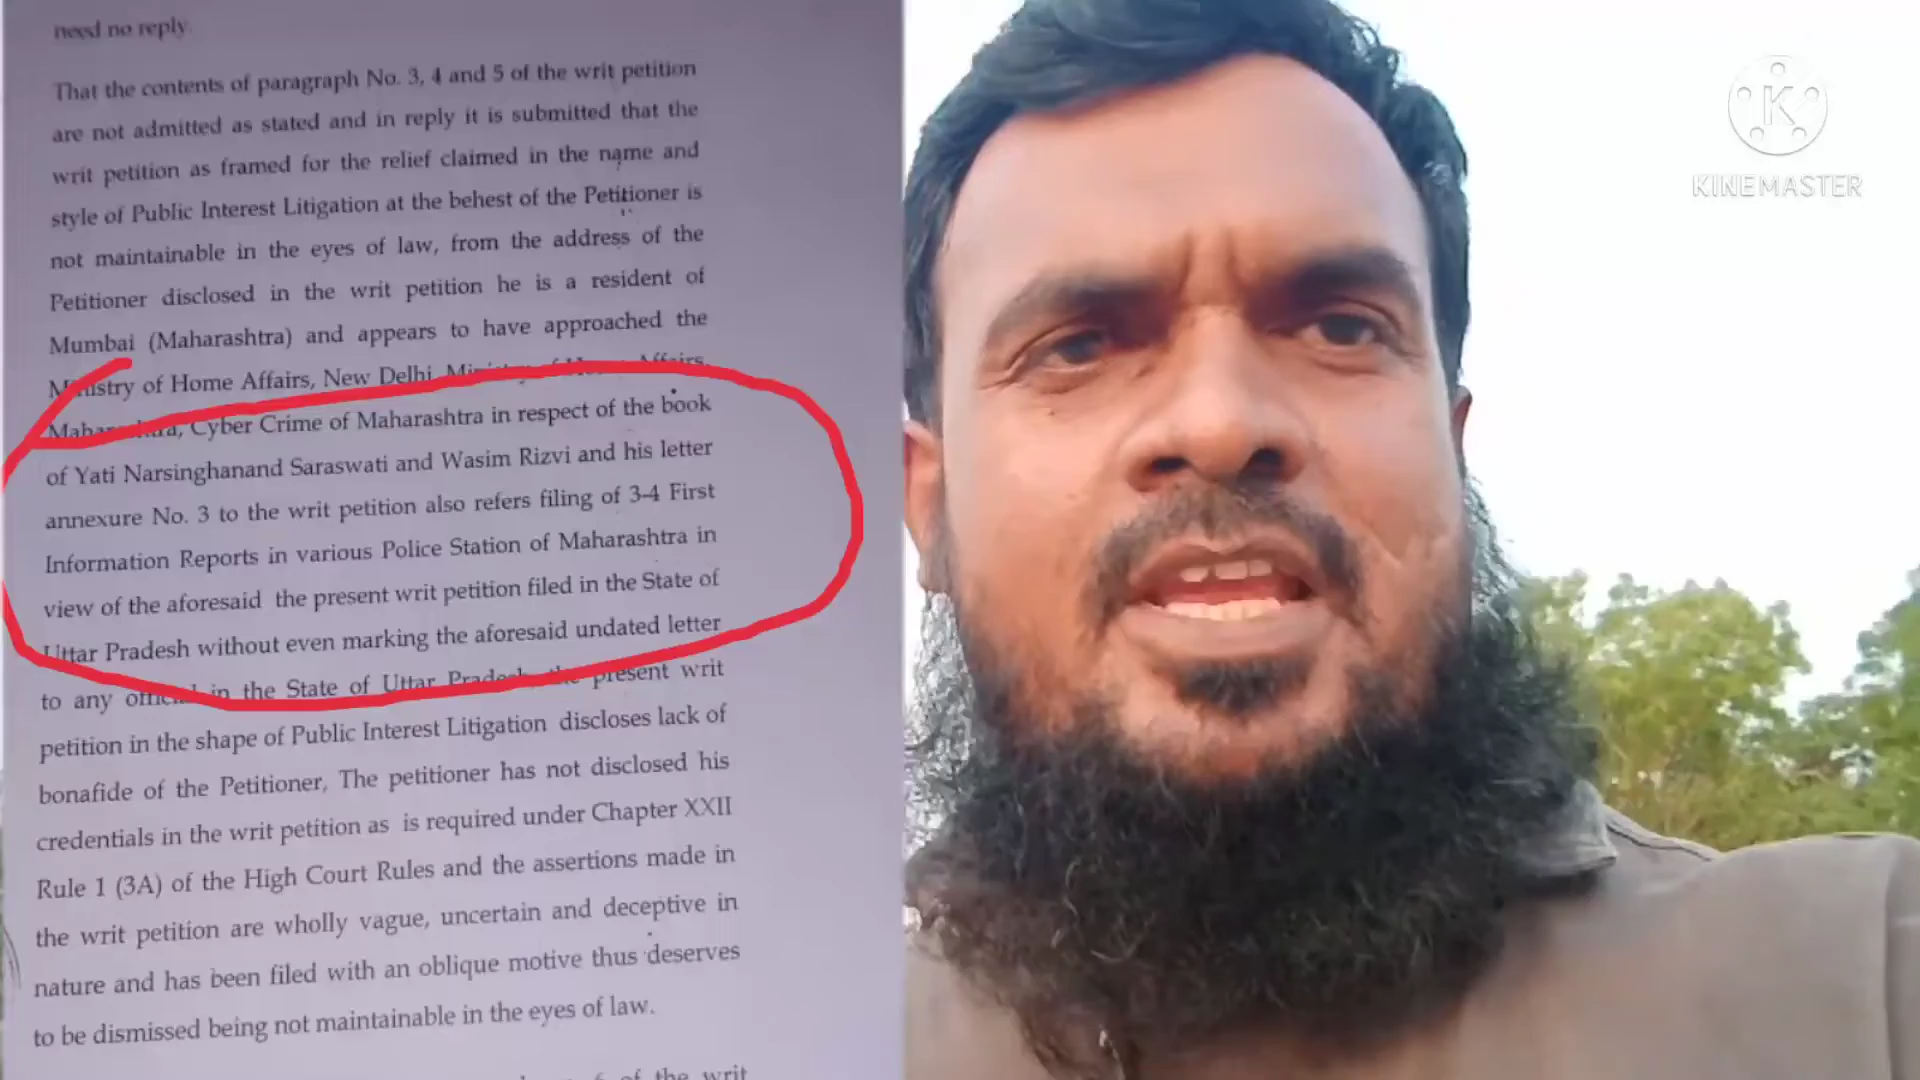 need no reply.
That the contents of paragraph No. 3, 4 and 5 of the writ petition
are not admitted as stated and in reply it is submitted that the
writ petition as framed for the relief claimed in the name and
style of Public Interest Litigation at the behest of the Petitioner is
not maintainable in the eyes of law, from the address of the
Petitioner disclosed in the writ petition he is a resident of
Mumbai (Maharashtra) and appears to have approached the
Ministry of Home Affairs, New Delhi, Ministry of Home Affairs,
Maharashtra, Cyber Crime of Maharashtra in respect of the book
of Yati Narsinghanand Saraswati and Wasim Rizvi and his letter
annexure No. 3 to the writ petition also refers filing of 3-4 First
Information Reports in various Police Station of Maharashtra in
view of the aforesaid the present writ petition filed in the State of
Uttar Pradesh without even marking the aforesaid undated letter
to any official in the State of Uttar Pradesh, the present writ
petition in the shape of Public Interest Litigation discloses lack of
bonafide of the Petitioner, The petitioner has not disclosed his
credentials in the writ petition as is required under Chapter XXII
Rule 1 (3A) of the High Court Rules and the assertions made in
the writ petition are wholly vague, uncertain and deceptive in
nature and has been filed with an oblique motive thus deserves
to be dismissed being not maintainable in the eyes of law.
of the writ
K
KINEMASTER